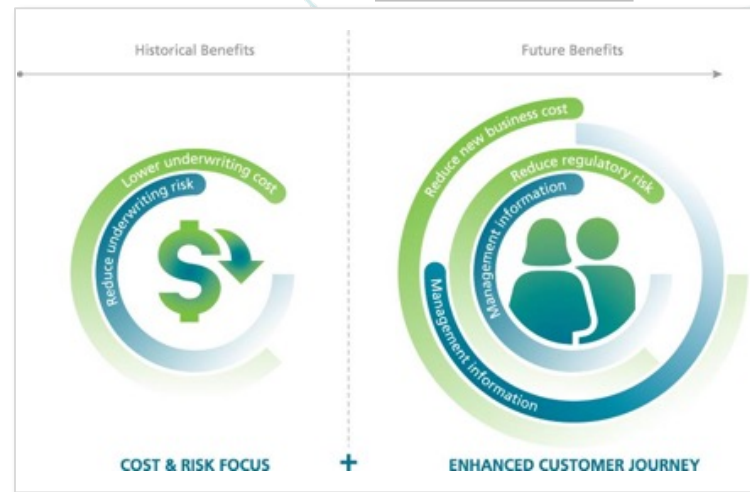 Historical Benefits
Future Benefits
Lower underwriting cost
Reduce underwriting risk
Reduce new business cost
Reduce regulatory risk
Management information
Management information
COST & RISK FOCUS
+
ENHANCED CUSTOMER JOURNEY